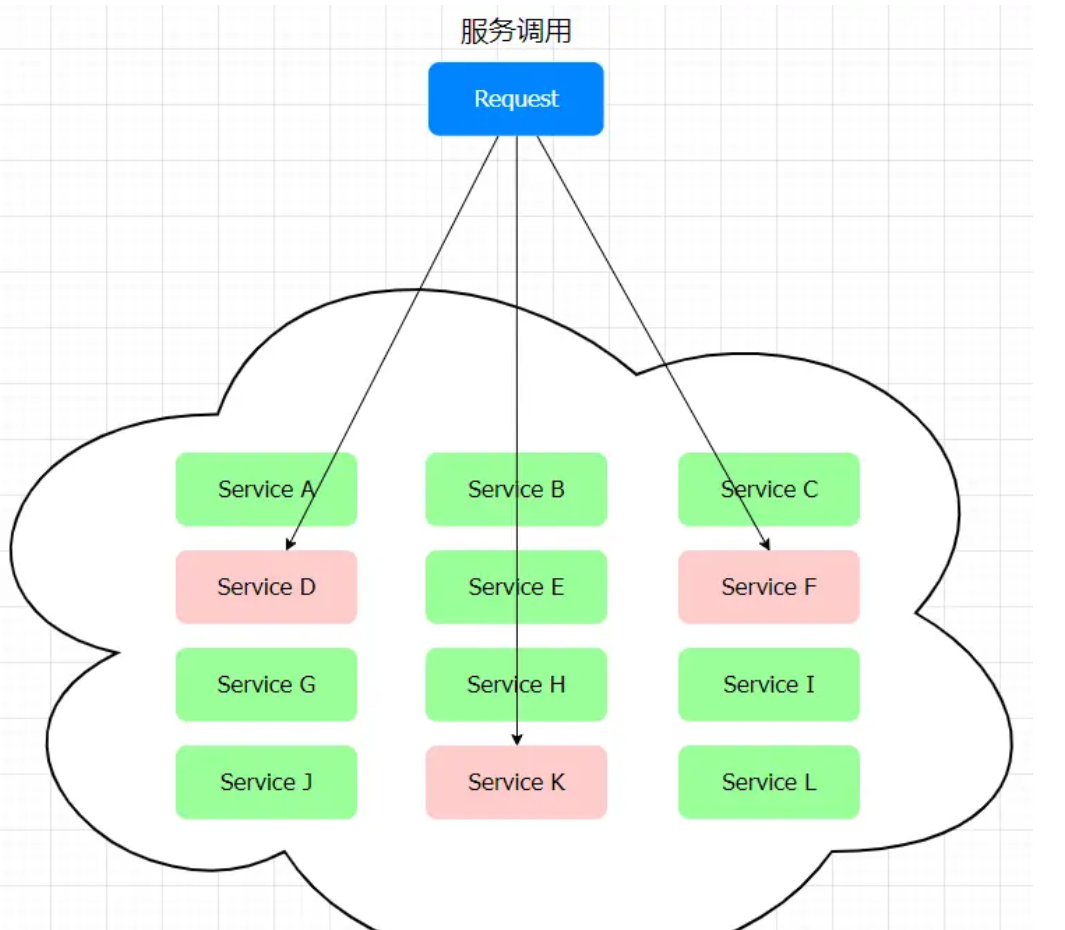 服务调用
Request
Service A
Service B
Service C
Service D
Service E
Service F
Service G
Service H
Service I
Service J
Service K
Service L